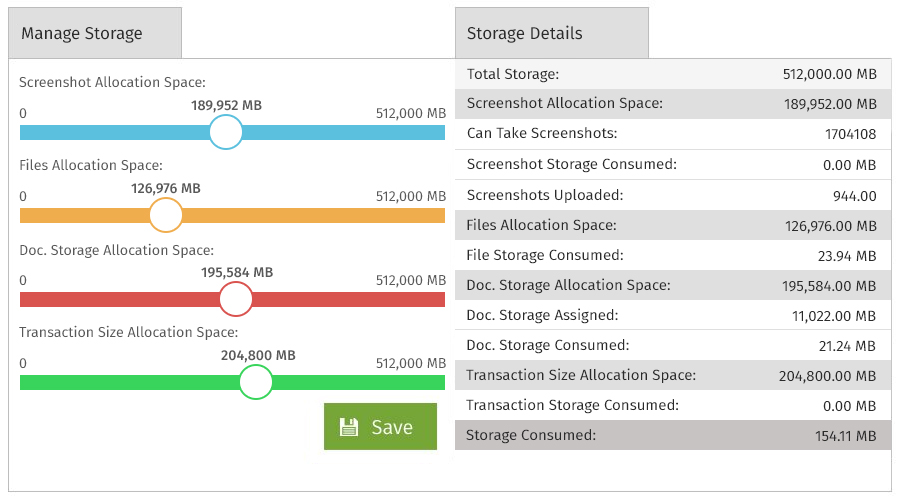 Manage Storage
Screenshot Allocation Space:
189,952 MB
0 512,000 MB
Files Allocation Space:
126,976 MB
0 512,000 MB
Doc. Storage Allocation Space:
195,584 MB
0 512,000 MB
Transaction Size Allocation Space:
204,800 MB
0 512,000 MB
Save
Storage Details
Total Storage: 512,000.00 MB
Screenshot Allocation Space: 189,952.00 MB
Can Take Screenshots: 1704108
Screenshot Storage Consumed: 0.00 MB
Screenshots Uploaded: 944.00
Files Allocation Space: 126,976.00 MB
File Storage Consumed: 23.94 MB
Doc. Storage Allocation Space: 195,584.00 MB
Doc. Storage Assigned: 11,022.00 MB
Doc. Storage Consumed: 21.24 MB
Transaction Size Allocation Space: 204,800.00 MB
Transaction Storage Consumed: 0.00 MB
Storage Consumed: 154.11 MB